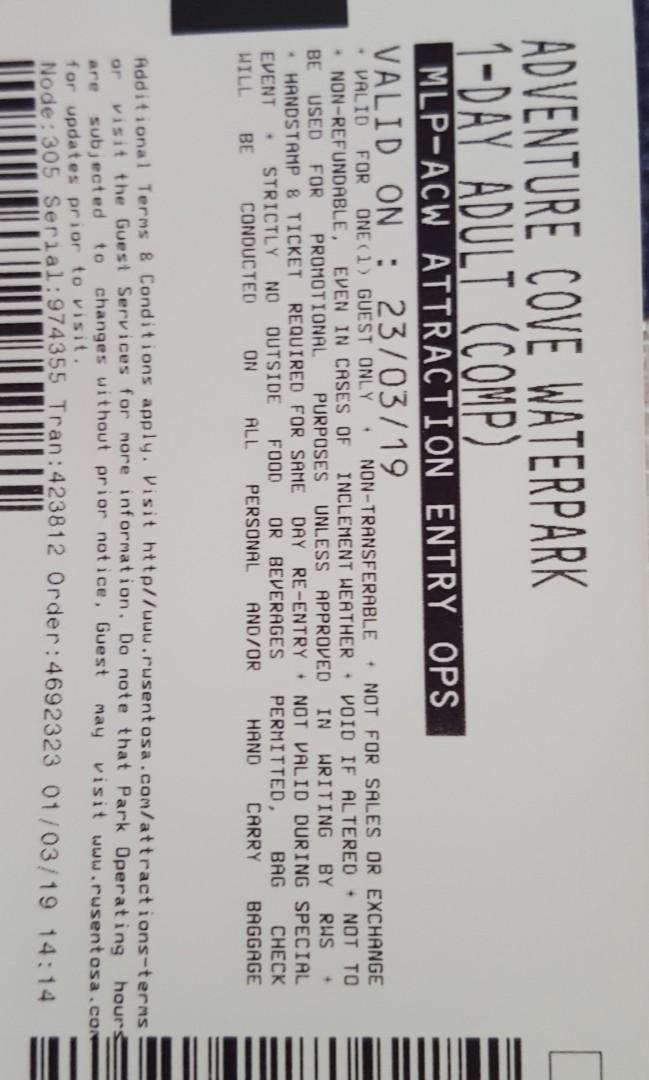 ADVENTURE COVE WATERPARK
1-DAY ADULT (COMP)
MLP-ACW ATTRACTION ENTRY OPS
VALID ON : 23/03/19
* VALID FOR ONE(1) GUEST ONLY * NON-TRANSFERABLE * NOT FOR SALES OR EXCHANGE
* NON-REFUNDABLE, EVEN IN CASES OF INCLEMENT WEATHER * VOID IF ALTERED * NOT TO
BE USED FOR PROMOTIONAL PURPOSES UNLESS APPROVED IN WRITING BY RWS *
* HANDSTAMP & TICKET REQUIRED FOR SAME DAY RE-ENTRY * NOT VALID DURING SPECIAL
EVENT * STRICTLY NO OUTSIDE FOOD OR BEVERAGES PERMITTED, BAG CHECK
WILL BE CONDUCTED ON ALL PERSONAL AND/OR HAND CARRY BAGGAGE
Additional Terms & Conditions apply. Visit http//www.rwsentosa.com/attractions-terms
or visit the Guest Services for more information. Do note that Park Operating hours
are subjected to changes without prior notice, Guest may visit www.rwsentosa.com
for updates prior to visit.
Node:305 Serial:974355 Tran:423812 Order:4692323 01/03/19 14:14